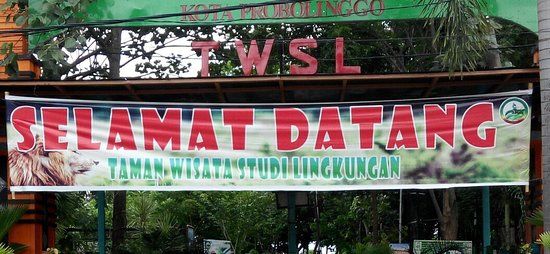 KOTA PROBOLINGGO
TWSL
SELAMAT DATANG
TAMAN WISATA STUDI LINGKUNGAN